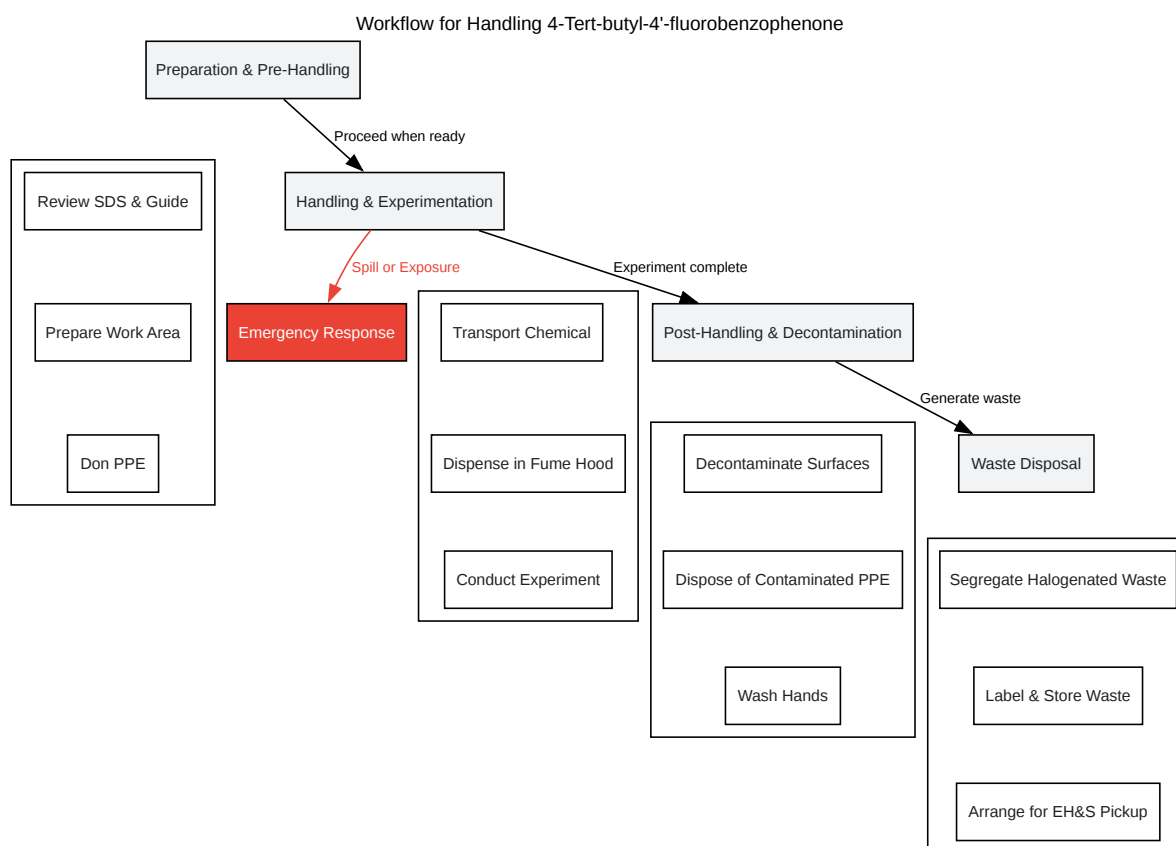 Workflow for Handling 4-Tert-butyl-4'-fluorobenzophenone
Preparation & Pre-Handling
Proceed when ready
Review SDS & Guide
Handling & Experimentation
Spill or Exposure
Experiment complete
Prepare Work Area
Emergency Response
Transport Chemical
Post-Handling & Decontamination
Generate waste
Don PPE
Dispense in Fume Hood
Decontaminate Surfaces
Waste Disposal
Conduct Experiment
Dispose of Contaminated PPE
Segregate Halogenated Waste
Wash Hands
Label & Store Waste
Arrange for EH&S Pickup